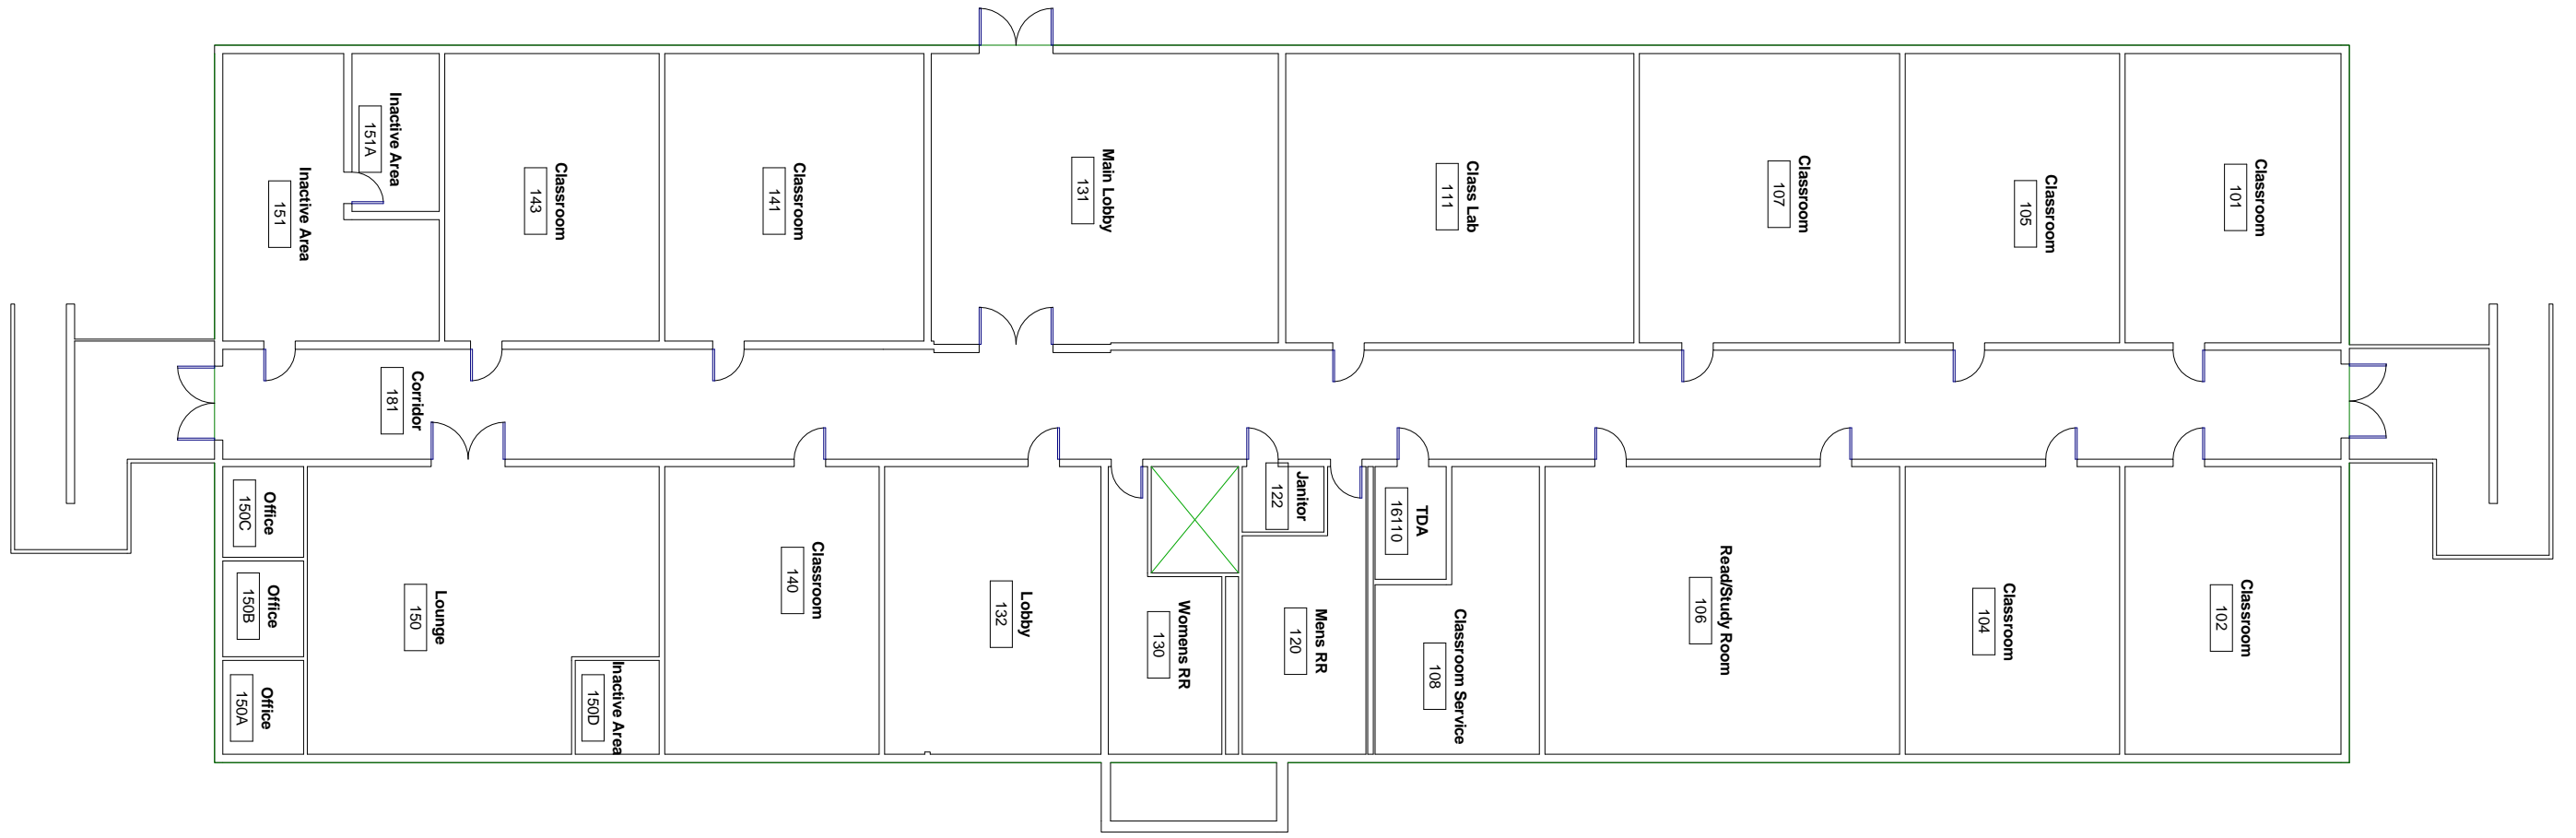 Inactive Area
151A
Inactive Area
151
Classroom
143
Classroom
141
Main Lobby
131
Class Lab
111
Classroom
107
Classroom
105
Classroom
101
Corridor
181
Office
150C
Office
150B
Office
150A
Lounge
150
Inactive Area
150D
Classroom
140
Lobby
132
Womens RR
130
Janitor
122
Mens RR
120
TDA
16110
Classroom Service
108
Read/Study Room
106
Classroom
104
Classroom
102